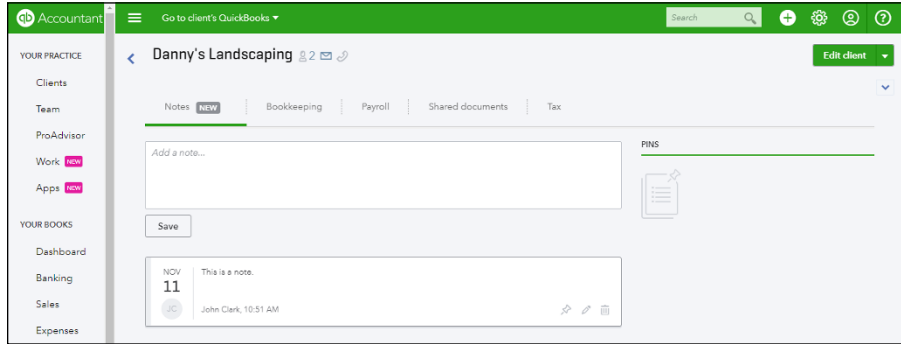 qb Accountant
Go to client's QuickBooks
Search
YOUR PRACTICE
Clients
Team
ProAdvisor
Work NEW
Apps NEW
YOUR BOOKS
Dashboard
Banking
Sales
Expenses
Danny's Landscaping 2
Edit client
Notes NEW Bookkeeping Payroll Shared documents Tax
Add a note...
Save
PINS
NOV
11
JC
This is a note.
John Clark, 10:51 AM